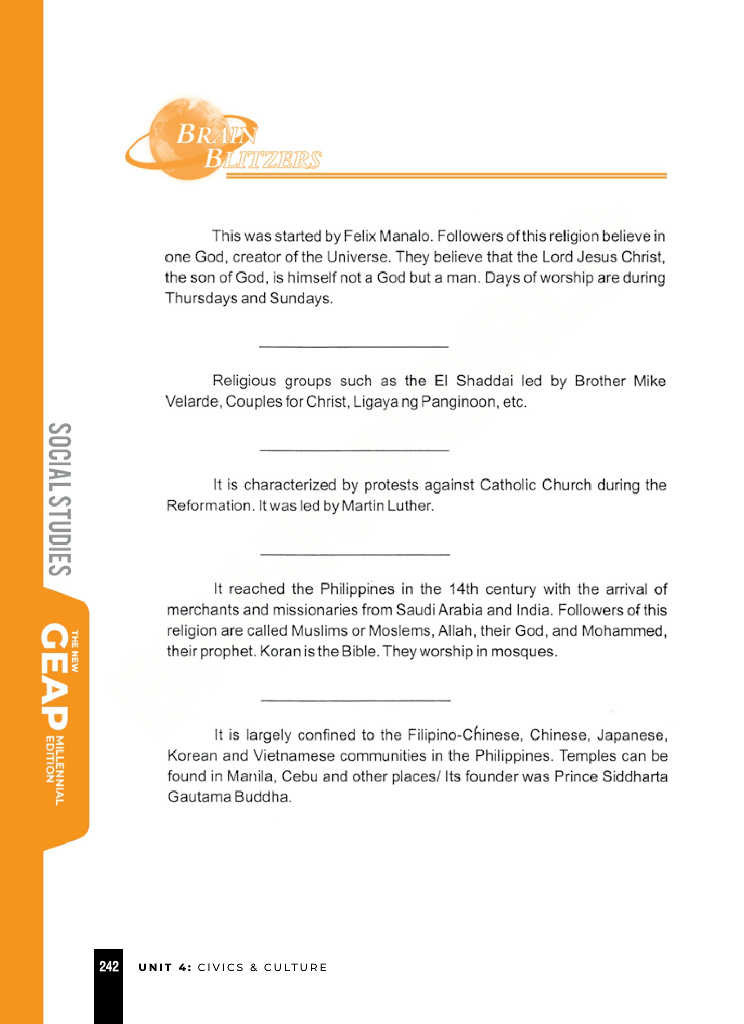 BRAIN
BLITZERS
This was started by Felix Manalo. Followers of this religion believe in
one God, creator of the Universe. They believe that the Lord Jesus Christ,
the son of God, is himself not a God but a man. Days of worship are during
Thursdays and Sundays.
Religious groups such as the El Shaddai led by Brother Mike
Velarde, Couples for Christ, Ligaya ng Panginoon, etc.
It is characterized by protests against Catholic Church during the
Reformation. It was led by Martin Luther.
It reached the Philippines in the 14th century with the arrival of
merchants and missionaries from Saudi Arabia and India. Followers of this
religion are called Muslims or Moslems, Allah, their God, and Mohammed,
their prophet. Koran is the Bible. They worship in mosques.
It is largely confined to the Filipino-Chinese, Chinese, Japanese,
Korean and Vietnamese communities in the Philippines. Temples can be
found in Manila, Cebu and other places/ Its founder was Prince Siddharta
Gautama Buddha.
SOCIAL STUDIES
THE NEW
GEAP
MILLENNIAL
EDITION
242 UNIT 4: CIVICS & CULTURE